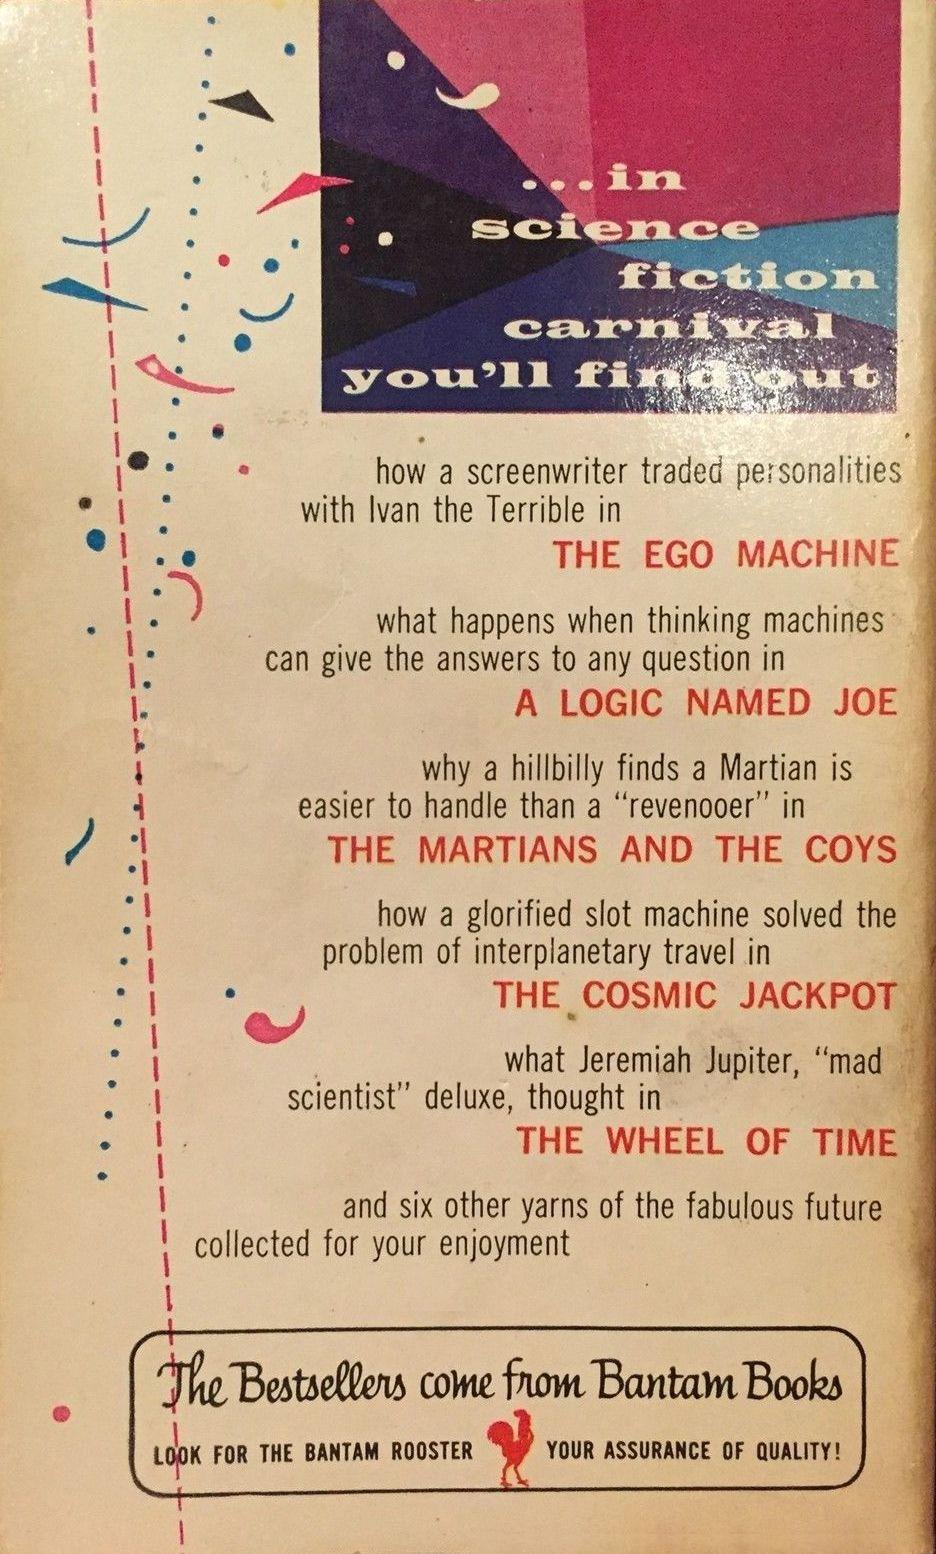 ...in
science
fiction
carnival
you'll find out
how a screenwriter traded personalities
with Ivan the Terrible in
THE EGO MACHINE
what happens when thinking machines
can give the answers to any question in
A LOGIC NAMED JOE
why a hillbilly finds a Martian is
easier to handle than a “revenooer” in
THE MARTIANS AND THE COYS
how a glorified slot machine solved the
problem of interplanetary travel in
THE COSMIC JACKPOT
what Jeremiah Jupiter, “mad
scientist” deluxe, thought in
THE WHEEL OF TIME
and six other yarns of the fabulous future
collected for your enjoyment
The Bestsellers come from Bantam Books
LOOK FOR THE BANTAM ROOSTER YOUR ASSURANCE OF QUALITY!